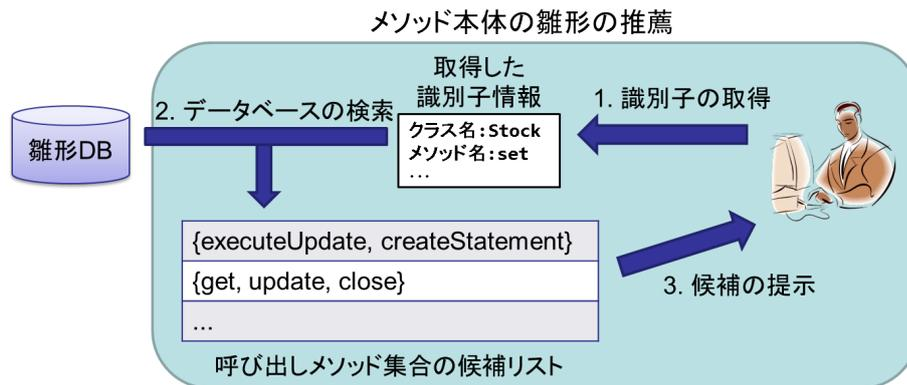 メソッド本体の雛形の推薦
取得した
識別子情報
1. 識別子の取得
2. データベースの検索
クラス名:Stock
メソッド名:set
...
雛形DB
{executeUpdate, createStatement}
{get, update, close}
...
3. 候補の提示
呼び出しメソッド集合の候補リスト